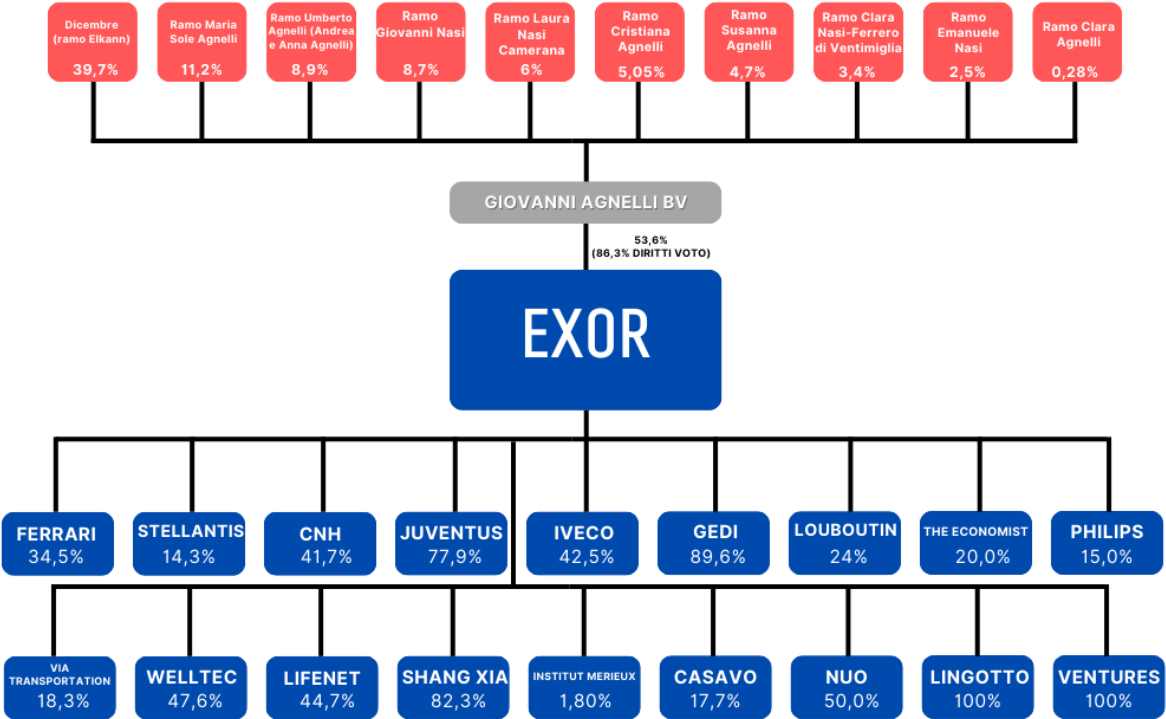 Dicembre
(ramo Elkann)
39,7%
Ramo Maria
Sole Agnelli
11,2%
Ramo Umberto
Agnelli (Andrea
e Anna Agnelli)
8,9%
Ramo
Giovanni Nasi
8,7%
Ramo Laura
Nasi
Camerana
6%
Ramo
Cristiana
Agnelli
5,05%
Ramo
Susanna
Agnelli
4,7%
Ramo Clara
Nasi-Ferrero
di Ventimiglia
3,4%
Ramo
Emanuele
Nasi
2,5%
Ramo Clara
Agnelli
0,28%
GIOVANNI AGNELLI BV
53,6%
(86,3% DIRITTI VOTO)
EXOR
FERRARI
34,5%
STELLANTIS
14,3%
CNH
41,7%
JUVENTUS
77,9%
IVECO
42,5%
GEDI
89,6%
LOUBOUTIN
24%
THE ECONOMIST
20,0%
PHILIPS
15,0%
VIA
TRANSPORTATION
18,3%
WELLTEC
47,6%
LIFENET
44,7%
SHANG XIA
82,3%
INSTITUT MERIEUX
1,80%
CASAVO
17,7%
NUO
50,0%
LINGOTTO
100%
VENTURES
100%